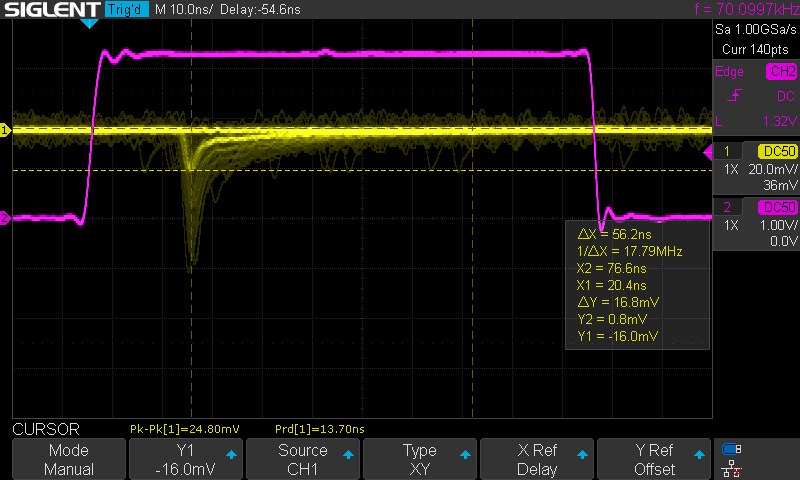 SIGLENT Trig'd M 10.0ns/ Delay:-54.6ns f = 70.0997kHz
Sa 1.00GSa/s
Curr 140pts
Edge CH2
DC
L 1.32V
1 DC50
1X 20.0mV/
36mV
2 DC50
1X 1.00V/
0.0V
1
2
ΔX = 56.2ns
1/ΔX = 17.79MHz
X2 = 76.6ns
X1 = 20.4ns
ΔY = 16.8mV
Y2 = 0.8mV
Y1 = -16.0mV
CURSOR Pk-Pk[1]=24.80mV Prd[1]=13.70ns
Mode Y1 Source Type X Ref Y Ref
Manual -16.0mV CH1 XY Delay Offset